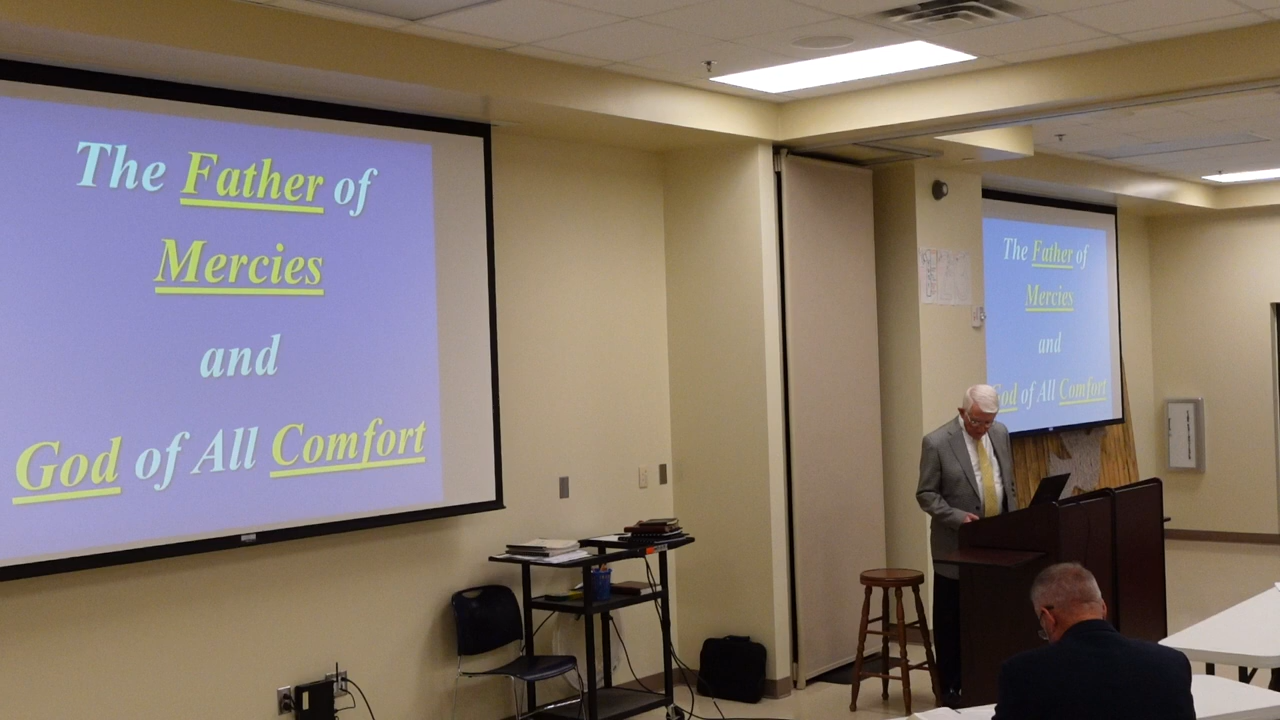 The Father of
Mercies
and
God of All Comfort
The Father of
Mercies
and
God of All Comfort